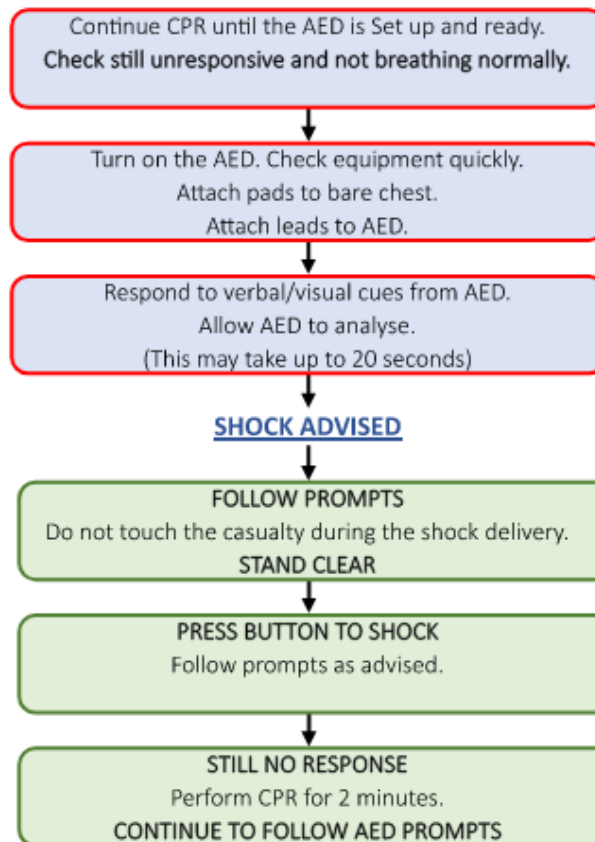 Continue CPR until the AED is Set up and ready.
Check still unresponsive and not breathing normally.
Turn on the AED. Check equipment quickly.
Attach pads to bare chest.
Attach leads to AED.
Respond to verbal/visual cues from AED.
Allow AED to analyse.
(This may take up to 20 seconds)
SHOCK ADVISED
FOLLOW PROMPTS
Do not touch the casualty during the shock delivery.
STAND CLEAR
PRESS BUTTON TO SHOCK
Follow prompts as advised.
STILL NO RESPONSE
Perform CPR for 2 minutes.
CONTINUE TO FOLLOW AED PROMPTS